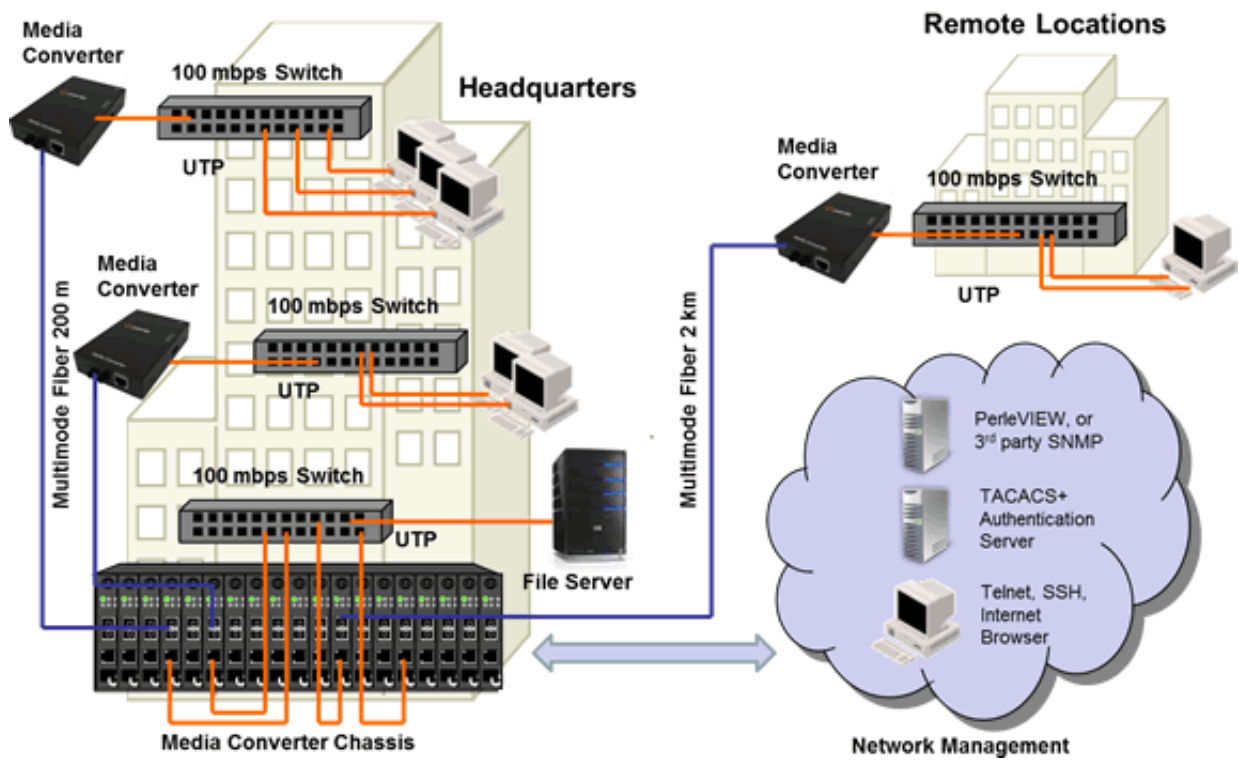 Media
Converter
100 mbps Switch
Headquarters
UTP
Media
Converter
100 mbps Switch
UTP
Multimode Fiber 200 m
100 mbps Switch
UTP
File Server
Media Converter Chassis
Remote Locations
Media
Converter
100 mbps Switch
UTP
Multimode Fiber 2 km
PerleVIEW, or
3rd party SNMP
TACACS+
Authentication
Server
Telnet, SSH,
Internet
Browser
Network Management